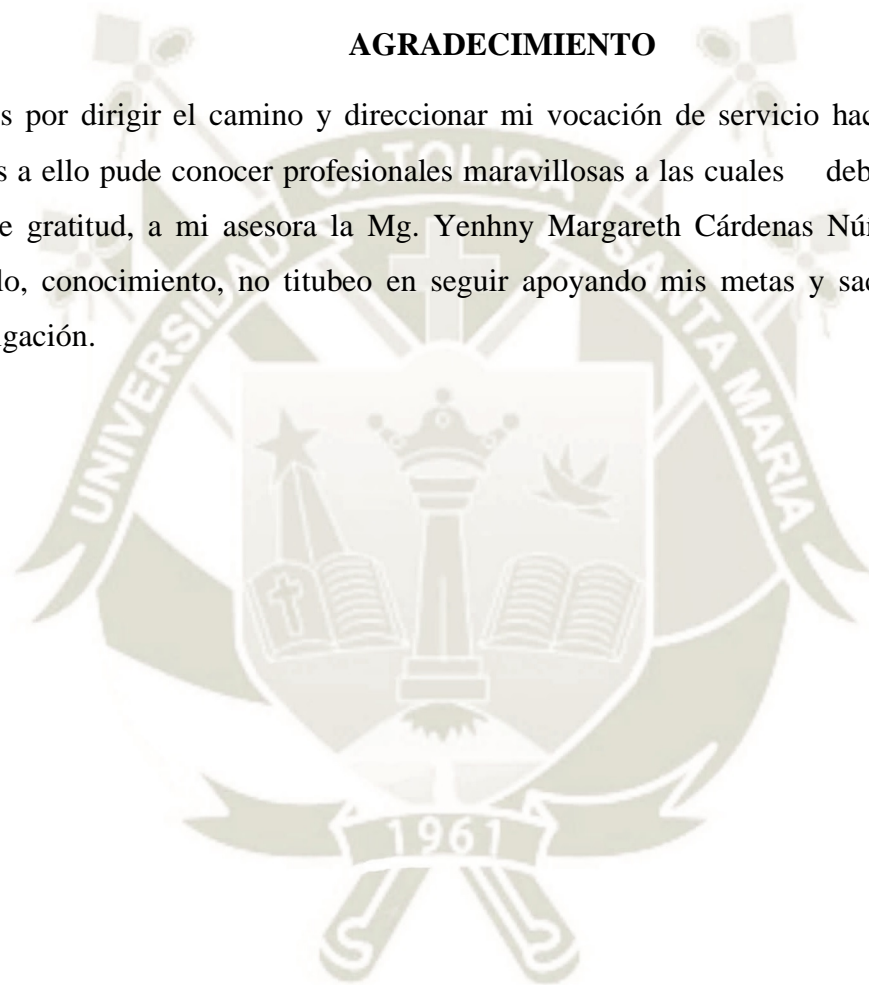 AGRADECIMIENTO
s por dirigir el camino y direccionar mi vocación de servicio hac
s a ello pude conocer profesionales maravillosas a las cuales deb
e gratitud, a mi asesora la Mg. Yenhny Margareth Cárdenas Núñ
lo, conocimiento, no titubeo en seguir apoyando mis metas y sac
igación.
UNIVERSIDAD CATOLICA SANTA MARIA
1961